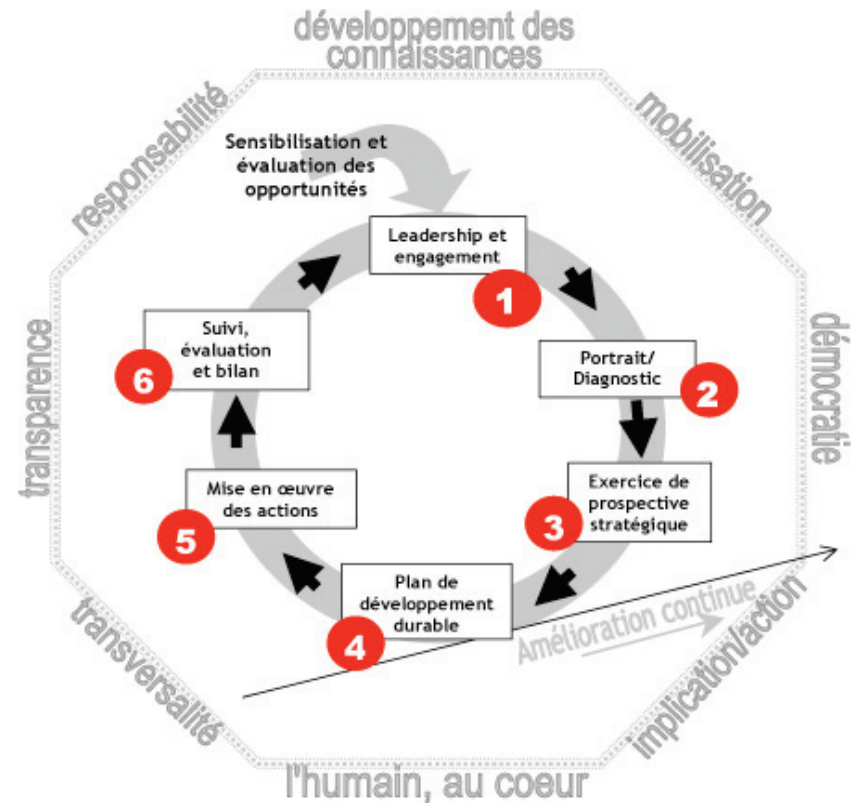 développement des
connaissances
responsabilité
mobilisation
Sensibilisation et
évaluation des
opportunités
Leadership et
engagement
1
Suivi,
évaluation
et bilan
6
Portrait/
Diagnostic
2
transparence
démocratie
Mise en œuvre
des actions
5
Exercice de
prospective
stratégique
3
Plan de
développement
durable
4
Amélioration continue
transversalité
implication/action
l'humain, au coeur